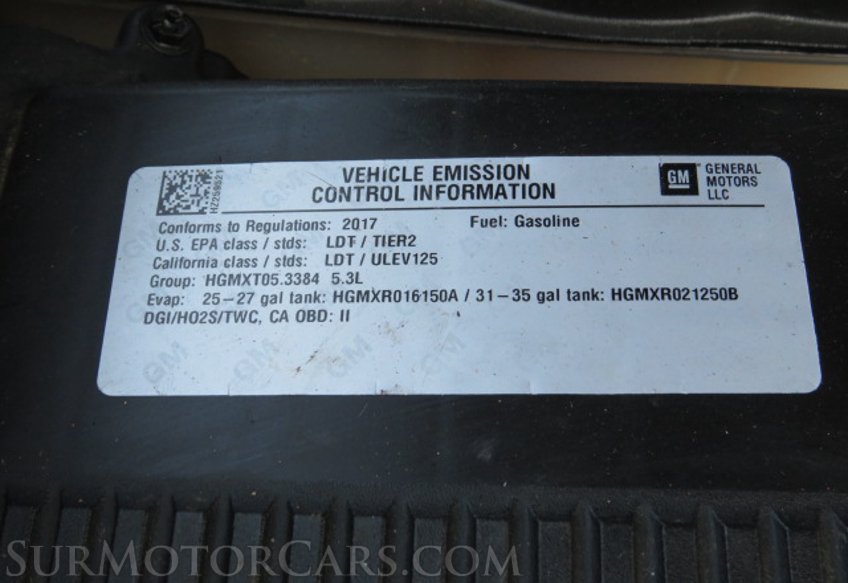 VEHICLE EMISSION
CONTROL INFORMATION
GM
GENERAL
MOTORS
LLC
HZ259521
Conforms to Regulations: 2017 Fuel: Gasoline
U.S. EPA class / stds: LDT / TIER2
California class / stds: LDT / ULEV125
Group: HGMXT05.3384 5.3L
Evap: 25-27 gal tank: HGMXR016150A / 31-35 gal tank: HGMXR021250B
DGI/HO2S/TWC, CA OBD: II
SurMotorCars.com